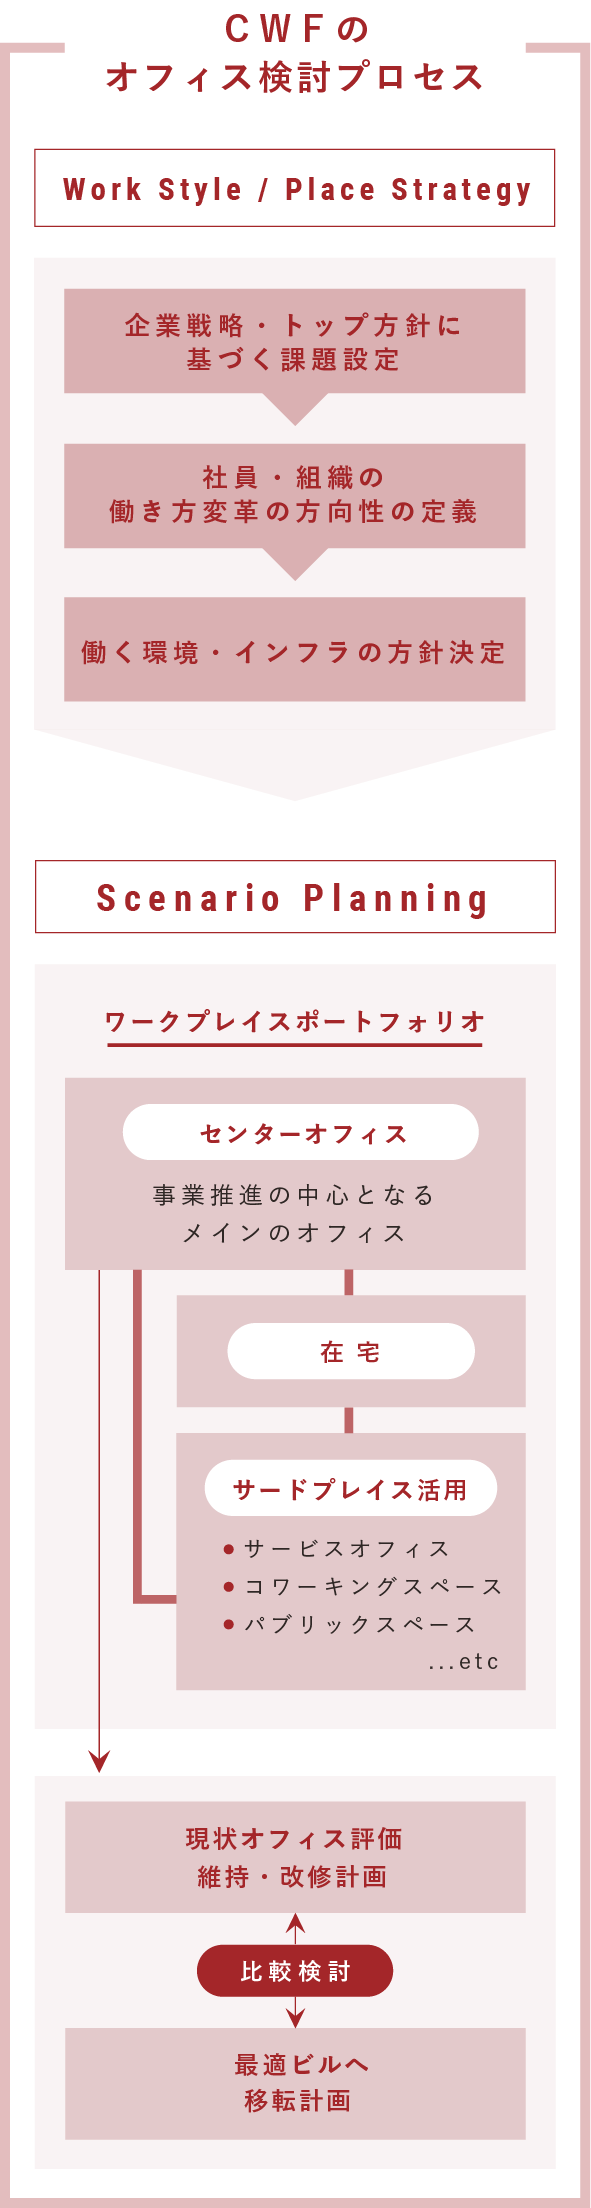 CWFの
オフィス検討プロセス
Work Style / Place Strategy
企業戦略・トップ方針に
基づく課題設定
社員・組織の
働き方変革の方向性の定義
働く環境・インフラの方針決定
Scenario Planning
ワークプレイスポートフォリオ
センターオフィス
事業推進の中心となる
メインのオフィス
在宅
サードプレイス活用
● サービスオフィス
● コワーキングスペース
● パブリックスペース
...etc
現状オフィス評価
維持・改修計画
比較検討
最適ビルへ
移転計画